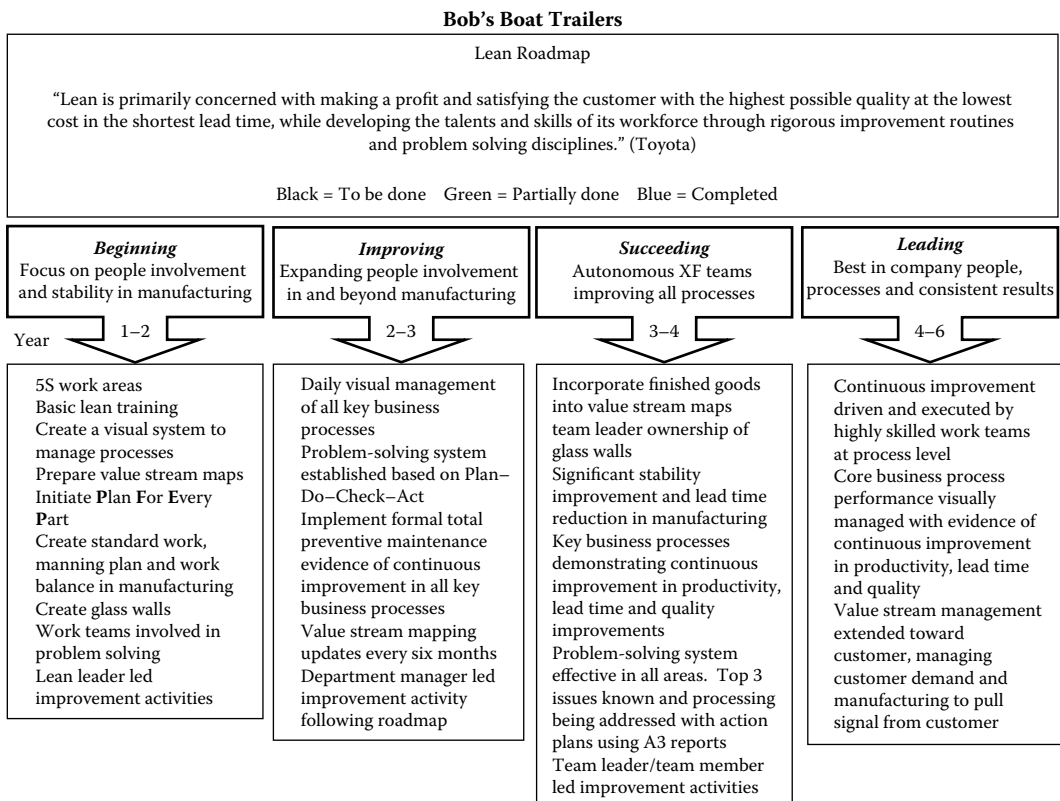 Bob’s Boat Trailers
Lean Roadmap
“Lean is primarily concerned with making a profit and satisfying the customer with the highest possible quality at the lowest
cost in the shortest lead time, while developing the talents and skills of its workforce through rigorous improvement routines
and problem solving disciplines.” (Toyota)
Black = To be done Green = Partially done Blue = Completed
Beginning
Focus on people involvement
and stability in manufacturing
Improving
Expanding people involvement
in and beyond manufacturing
Succeeding
Autonomous XF teams
improving all processes
Leading
Best in company people,
processes and consistent results
Year
1–2
2–3
3–4
4–6
5S work areas
Basic lean training
Create a visual system to
manage processes
Prepare value stream maps
Initiate Plan For Every
Part
Create standard work,
manning plan and work
balance in manufacturing
Create glass walls
Work teams involved in
problem solving
Lean leader led
improvement activities
Daily visual management
of all key business
processes
Problem-solving system
established based on Plan–
Do–Check–Act
Implement formal total
preventive maintenance
evidence of continuous
improvement in all key
business processes
Value stream mapping
updates every six months
Department manager led
improvement activity
following roadmap
Incorporate finished goods
into value stream maps
team leader ownership of
glass walls
Significant stability
improvement and lead time
reduction in manufacturing
Key business processes
demonstrating continuous
improvement in productivity,
lead time and quality
improvements
Problem-solving system
effective in all areas. Top 3
issues known and processing
being addressed with action
plans using A3 reports
Team leader/team member
led improvement activities
Continuous improvement
driven and executed by
highly skilled work teams
at process level
Core business process
performance visually
managed with evidence of
continuous improvement
in productivity, lead time
and quality
Value stream management
extended toward
customer, managing
customer demand and
manufacturing to pull
signal from customer